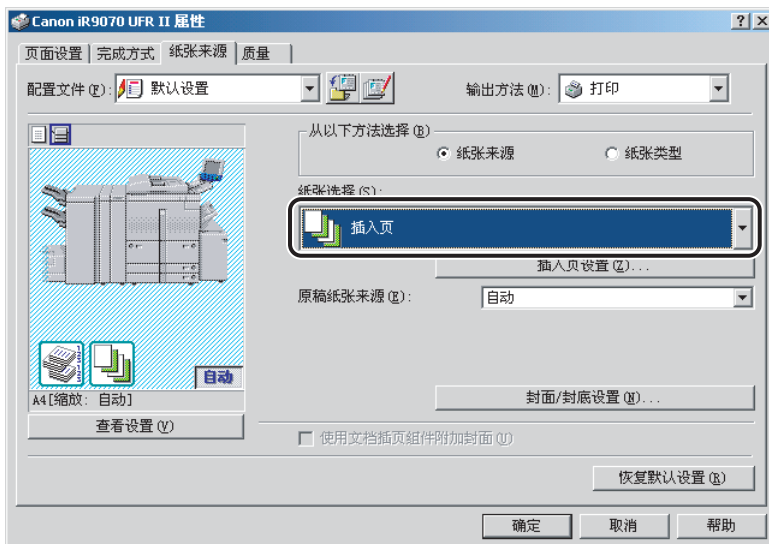 Canon iR9070 UFR II 属性
页面设置 完成方式 纸张来源 质量
配置文件(F): 默认设置 输出方法(M): 打印
从以下方法选择(B)
纸张来源 纸张类型
纸张选择(S):
插入页
插入页设置(Z)...
原稿纸张来源(E): 自动
自动
A4[缩放: 自动]
封面/封底设置(N)...
查看设置(V)
使用文档插页组件附加封面(U)
恢复默认设置(R)
确定 取消 帮助